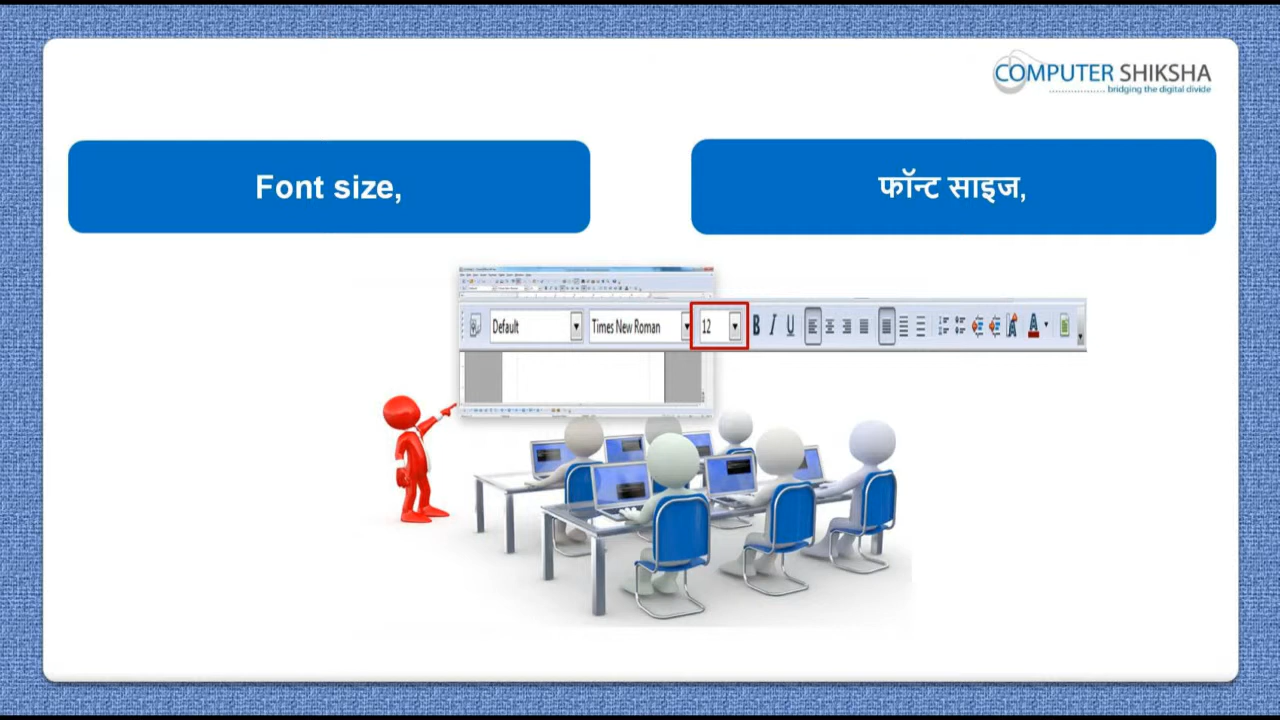 COMPUTER SHIKSHA
bridging the digital divide
Font size,
फॉन्ट साइज,
Default
Times New Roman
12
B I U
A